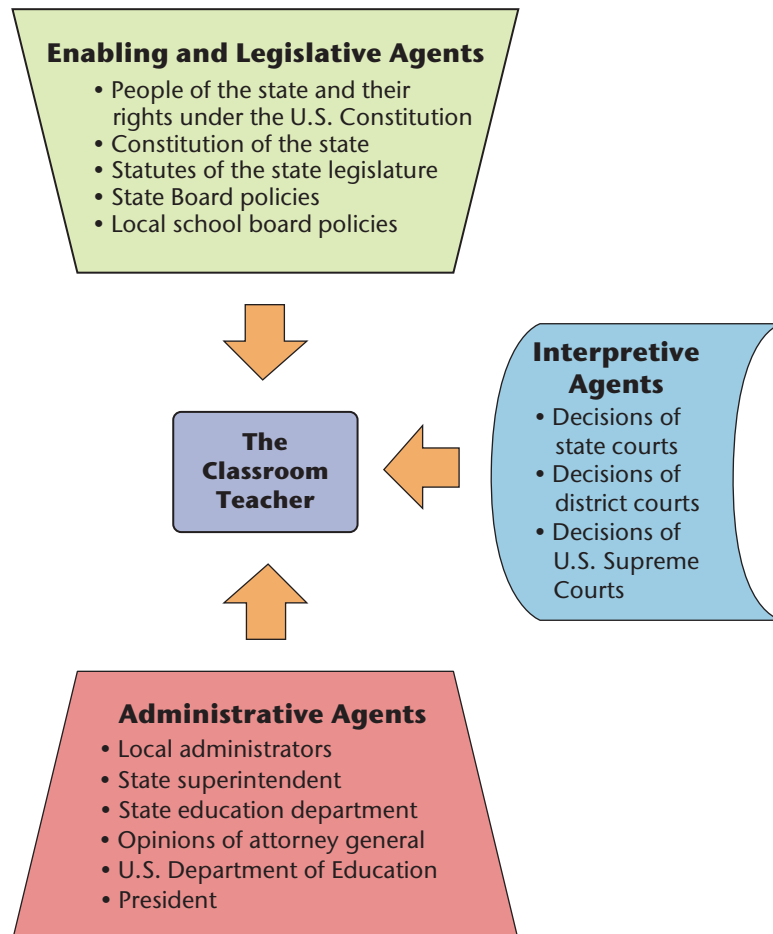 Enabling and Legislative Agents
• People of the state and their
rights under the U.S. Constitution
• Constitution of the state
• Statutes of the state legislature
• State Board policies
• Local school board policies
Interpretive
Agents
• Decisions of
state courts
• Decisions of
district courts
• Decisions of
U.S. Supreme
Courts
The
Classroom
Teacher
Administrative Agents
• Local administrators
• State superintendent
• State education department
• Opinions of attorney general
• U.S. Department of Education
• President